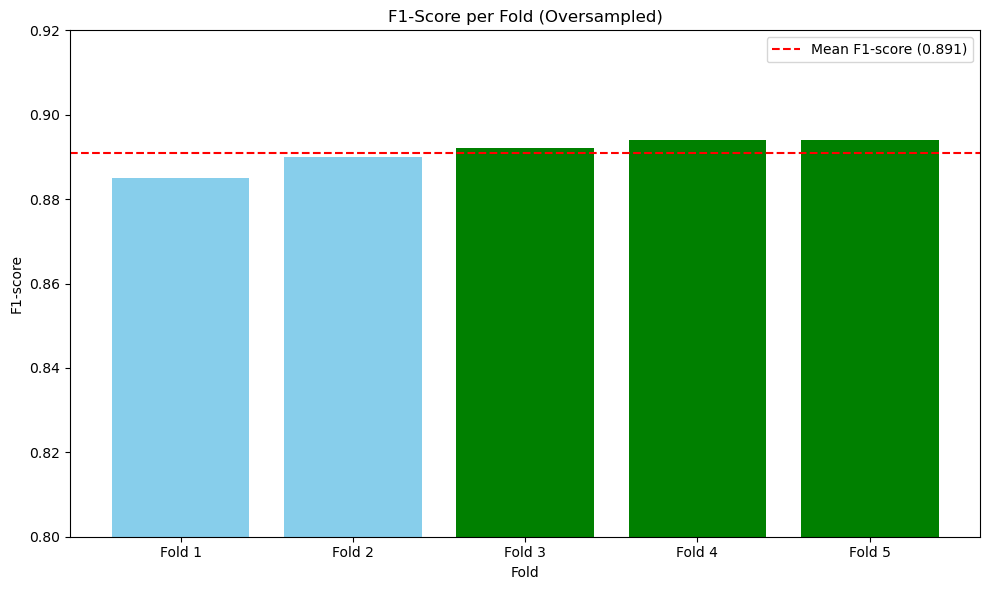 F1-Score per Fold (Oversampled)
Mean F1-score (0.891)
F1-score
0.92
0.90
0.88
0.86
0.84
0.82
0.80
Fold 1 Fold 2 Fold 3 Fold 4 Fold 5
Fold